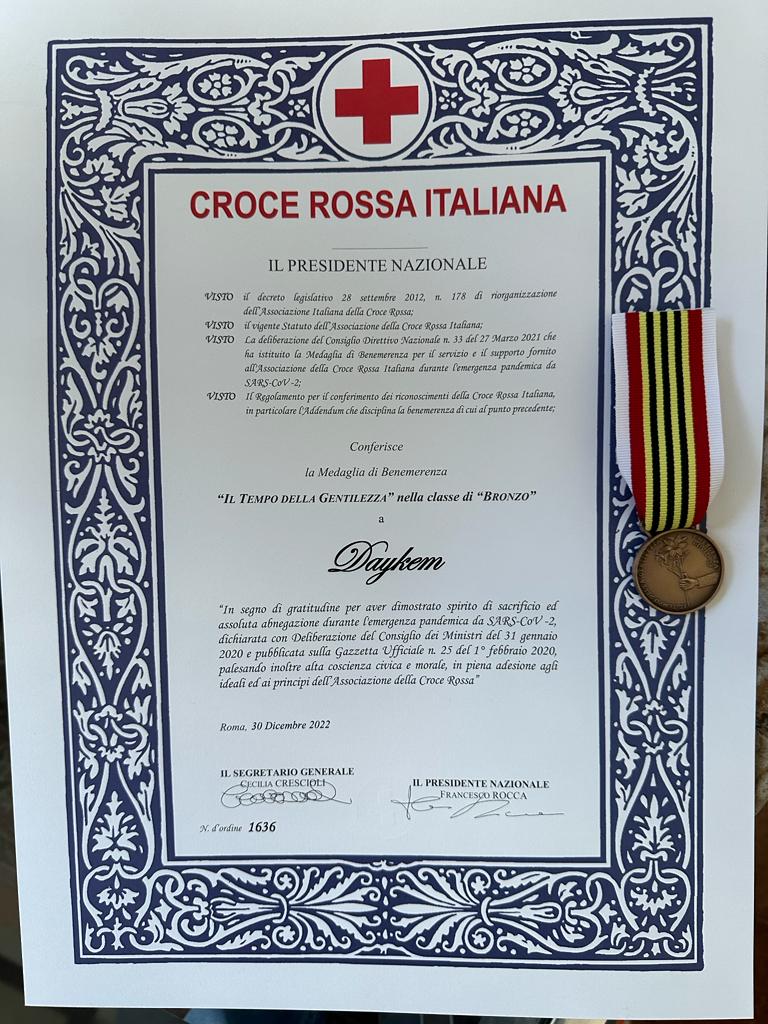 CROCE ROSSA ITALIANA
IL PRESIDENTE NAZIONALE
VISTO il decreto legislativo 28 settembre 2012, n. 178 di riorganizzazione
dell'Associazione Italiana della Croce Rossa;
VISTO il vigente Statuto dell'Associazione della Croce Rossa Italiana;
VISTO La deliberazione del Consiglio Direttivo Nazionale n. 33 del 27 Marzo 2021 che
ha istituito la Medaglia di Benemerenza per il servizio e il supporto fornito
all'Associazione della Croce Rossa Italiana durante l'emergenza pandemica da
SARS-CoV-2;
VISTO Il Regolamento per il conferimento dei riconoscimenti della Croce Rossa Italiana,
in particolare l'Addendum che disciplina la benemerenza di cui al punto precedente;
Conferisce
la Medaglia di Benemerenza
"IL TEMPO DELLA GENTILEZZA" nella classe di "BRONZO"
a
Daykem
"In segno di gratitudine per aver dimostrato spirito di sacrificio ed
assoluta abnegazione durante l'emergenza pandemica da SARS-CoV-2,
dichiarata con Deliberazione del Consiglio dei Ministri del 31 gennaio
2020 e pubblicata sulla Gazzetta Ufficiale n. 25 del 1° febbraio 2020,
palesando inoltre alta coscienza civica e morale, in piena adesione agli
ideali ed ai principi dell'Associazione della Croce Rossa"
Roma, 30 Dicembre 2022
IL SEGRETARIO GENERALE
CECILIA CRESCIOLI
IL PRESIDENTE NAZIONALE
FRANCESCO ROCCA
N. d'ordine 1636